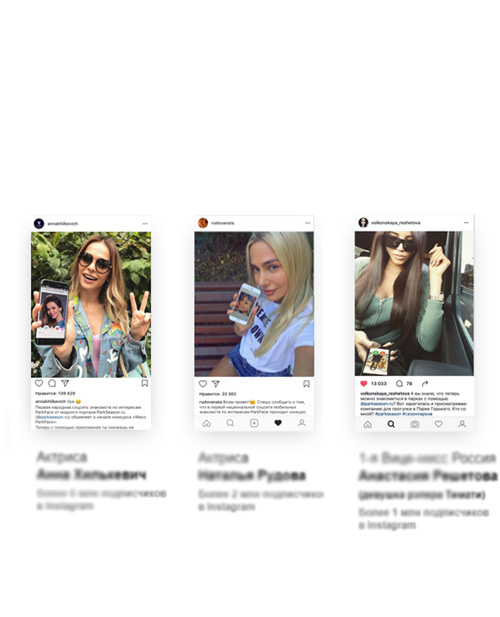 annakhilkevich
Нравится: 139 429
annakhilkevich Ура
Первая народная соцсеть знакомств по интересам
ParkFace от модного портала ParkSeason.ru
@parkseason.ru объявляет о начале конкурса «Мисс
ParkFace».
Теперь с помощью приложения ты сможешь не
rudovanata
Нравится: 33 562
rudovanata Всем привет! Спешу сообщить о том,
что в первой национальной соцсети мобильных
знакомств по интересам ParkFace проходит конкурс
volkonskaya_reshetova
13 033
78
volkonskaya_reshetova А вы знали, что теперь
можно знакомиться в парках с помощью
@parkseason.ru? Вот зарегилась и присматриваю
компанию для прогулки в Парке Горького. Кто со
мной? @parkseason #сезонпарков
Актриса
Анна Хилькевич
Более 6 млн подписчиков
в Instagram
Актриса
Наталья Рудова
Более 2 млн подписчиков
в Instagram
1-я Вице-мисс Россия
Анастасия Решетова
(девушка рэпера Тимати)
Более 1 млн подписчиков
в Instagram